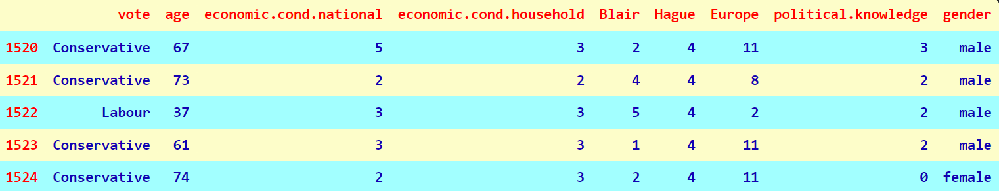 vote age economic.cond.national economic.cond.household Blair Hague Europe political.knowledge gender
1520 Conservative 67 5 3 2 4 11 3 male
1521 Conservative 73 2 2 4 4 8 2 male
1522 Labour 37 3 3 5 4 2 2 male
1523 Conservative 61 3 3 1 4 11 2 male
1524 Conservative 74 2 3 2 4 11 0 female